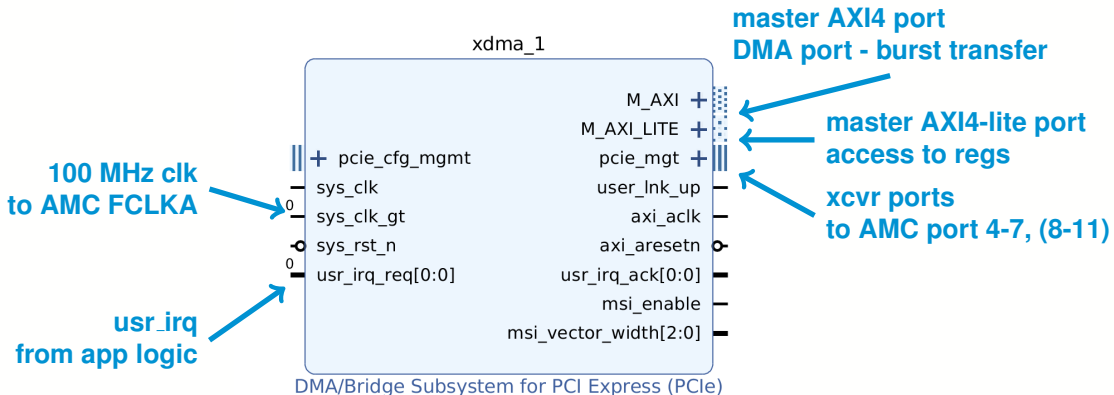 master AXI4 port
DMA port - burst transfer
xdma_1
M_AXI
M_AXI_LITE
master AXI4-lite port
access to regs
pcie_cfg_mgmt
pcie_mgt
100 MHz clk
to AMC FCLKA
sys_clk
user_lnk_up
xcvr ports
to AMC port 4-7, (8-11)
0
sys_clk_gt
axi_aclk
sys_rst_n
axi_aresetn
0
usr_irq_req[0:0]
usr_irq_ack[0:0]
msi_enable
usr_irq
from app logic
msi_vector_width[2:0]
DMA/Bridge Subsystem for PCI Express (PCIe)